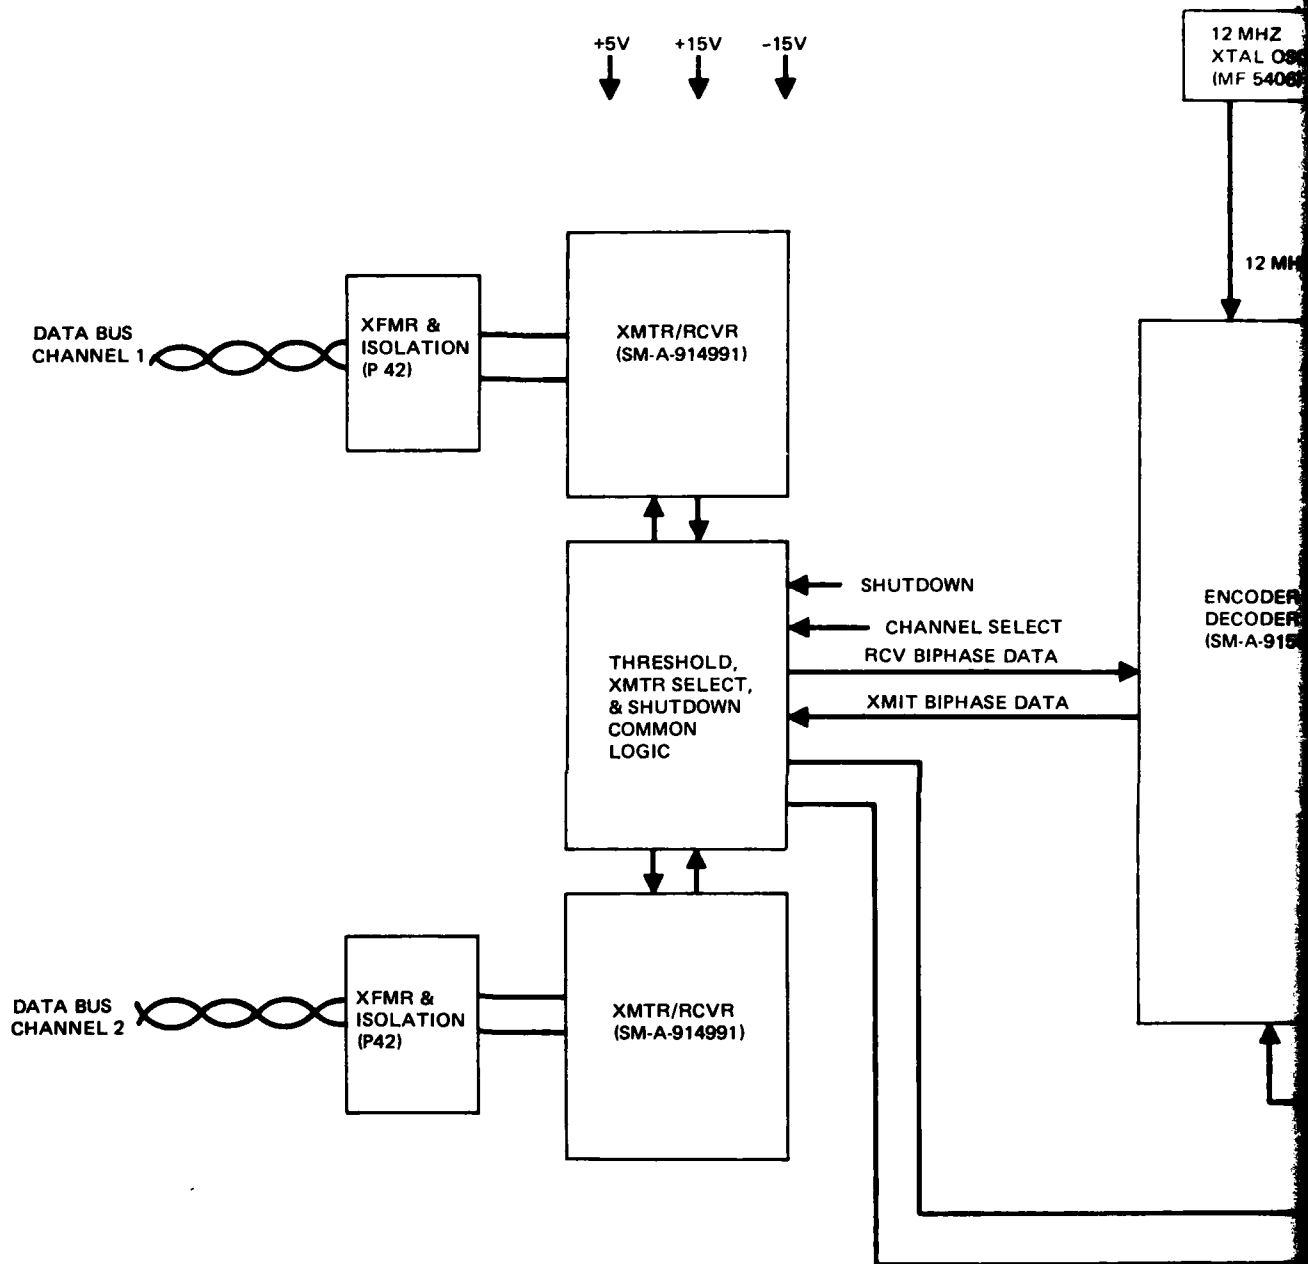 +5V +15V -15V
12 MHZ
XTAL
(MF 5406)
12
DATA BUS
CHANNEL 1
XFMR &
ISOLATION
(P 42)
XMTR/RCVR
(SM-A-914991)
SHUTDOWN
CHANNEL SELECT
RCV BIPHASE DATA
XMIT BIPHASE DATA
THRESHOLD,
XMTR SELECT,
& SHUTDOWN
COMMON
LOGIC
ENCODER
DECODER
DATA BUS
CHANNEL 2
XFMR &
ISOLATION
(P42)
XMTR/RCVR
(SM-A-914991)